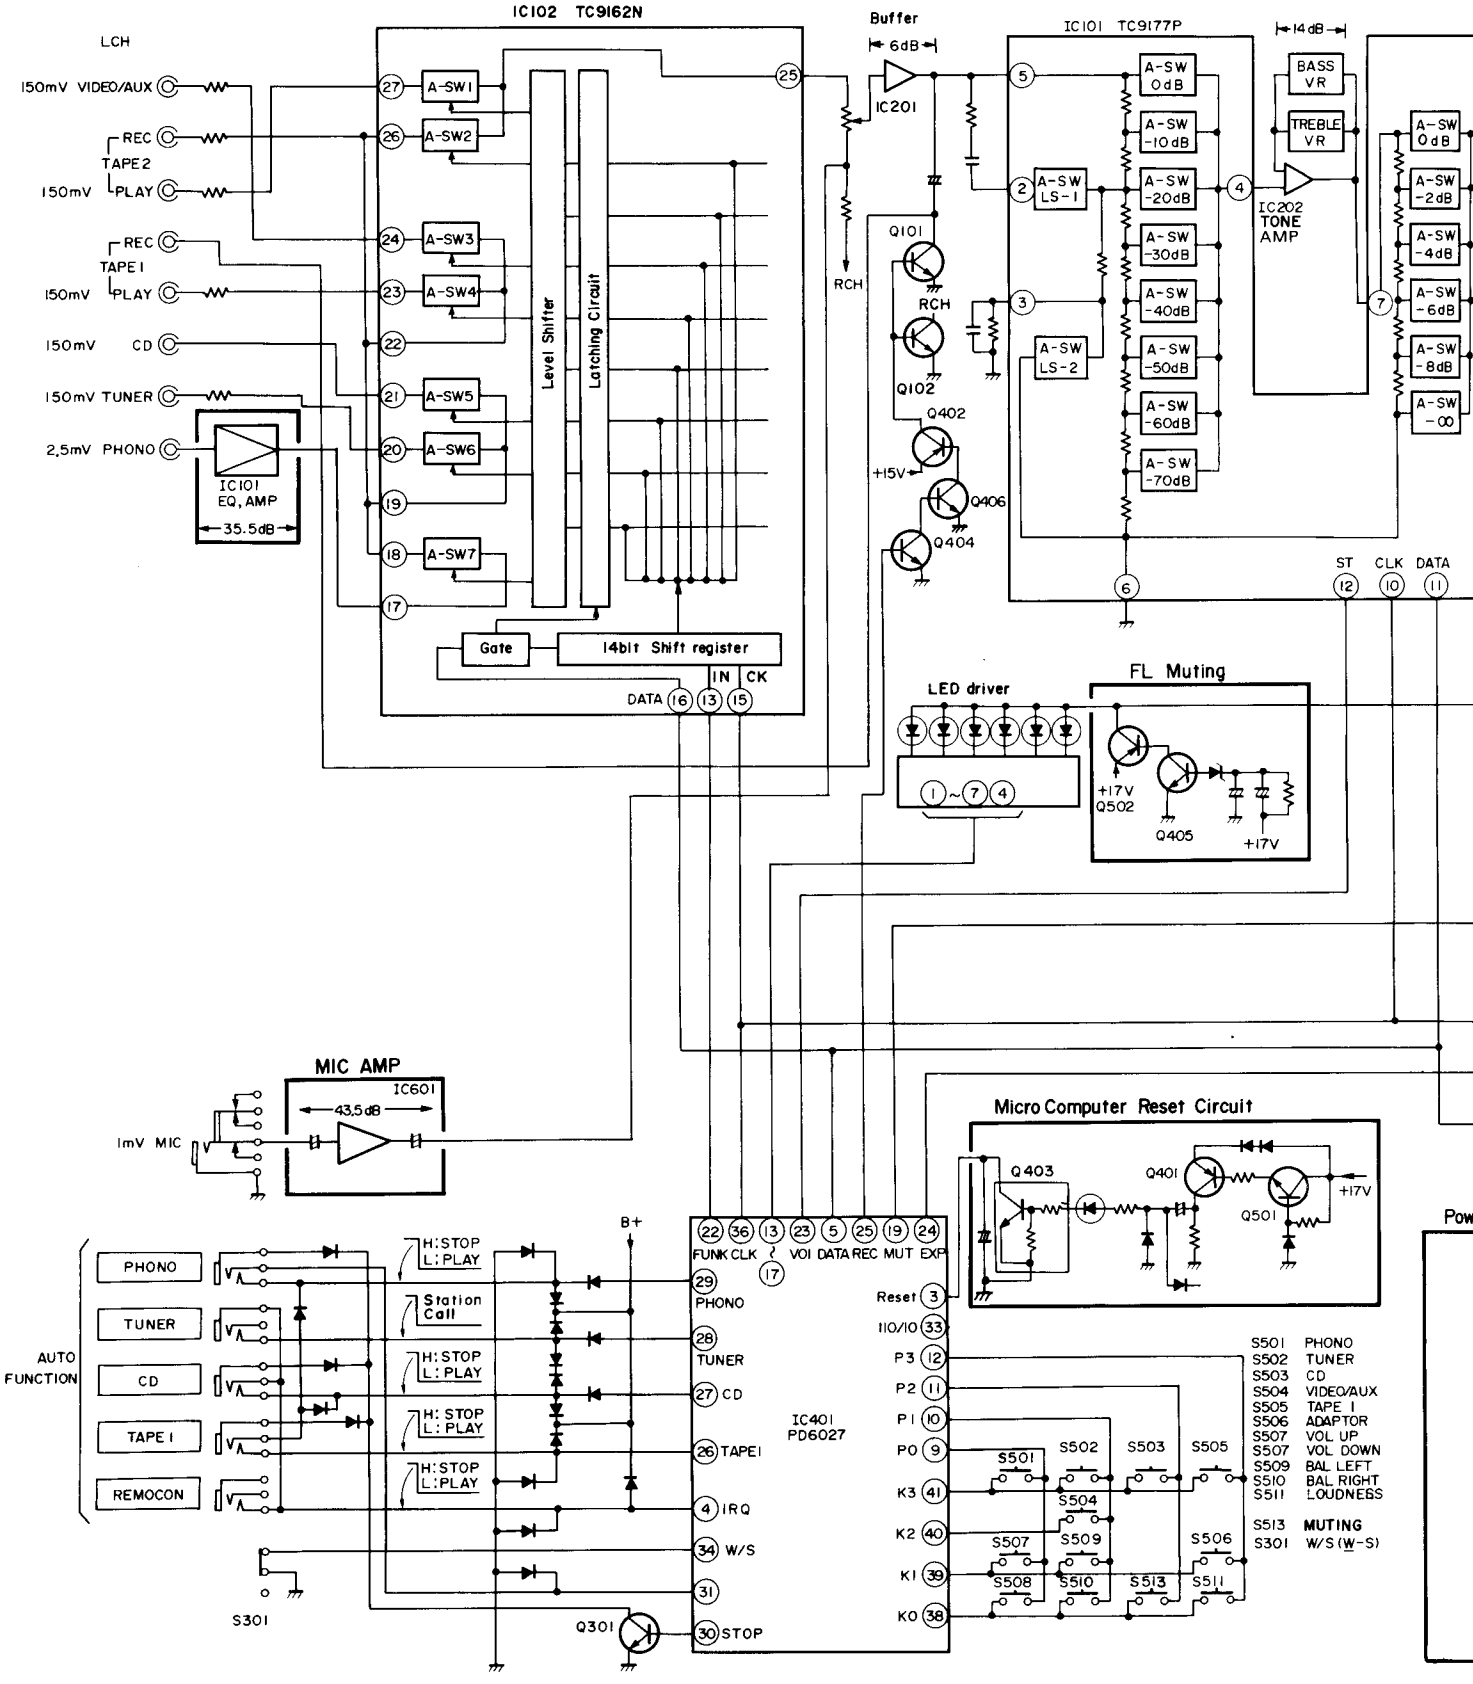 IC102 TC9162N
LCH
150mV VIDEO/AUX
REC
TAPE2
150mV PLAY
REC
TAPE1
150mV PLAY
150mV CD
150mV TUNER
2,5mV PHONO
IC101
EQ, AMP
35.5dB
27 A-SW1
26 A-SW2
24 A-SW3
23 A-SW4
22
21 A-SW5
20 A-SW6
19
18 A-SW7
17
25
Level Shifter
Latching Circuit
Gate
14bit Shift register
IN CK
DATA 16 13 15
Buffer
6dB
IC201
RCH
Q101
RCH
Q102
Q402
+15V
Q406
Q404
IC101 TC9177P
5
2
3
A-SW
LS-1
A-SW
LS-2
A-SW
0dB
A-SW
-10dB
A-SW
-20dB
A-SW
-30dB
A-SW
-40dB
A-SW
-50dB
A-SW
-60dB
A-SW
-70dB
6
4
14dB
BASS
VR
TREBLE
VR
IC202
TONE
AMP
7
A-SW
0dB
A-SW
-2dB
A-SW
-4dB
A-SW
-6dB
A-SW
-8dB
A-SW
-∞
ST CLK DATA
12 10 11
LED driver
1 ~ 7 4
FL Muting
+17V
Q502
Q405
+17V
MIC AMP
IC601
43,5dB
1mV MIC
Micro Computer Reset Circuit
Q403
Q401
Q501
+17V
Pow
AUTO
FUNCTION
PHONO
TUNER
CD
TAPE1
REMOCON
S301
H:STOP
L:PLAY
Station
Call
H:STOP
L:PLAY
H:STOP
L:PLAY
H:STOP
L:PLAY
B+
Q301
22 36 13 23 5 25 19 24
FUNK CLK ~ VOl DATA REC MUT EXP
17
29
PHONO
28
TUNER
27 CD
26 TAPE1
4 IRQ
34 W/S
31
30 STOP
IC401
PD6027
Reset 3
110/10 33
P3 12
P2 11
P1 10
P0 9
K3 41
K2 40
K1 39
K0 38
S501 S502 S503 S505
S504
S507 S509 S506
S508 S510 S513 S511
S501 PHONO
S502 TUNER
S503 CD
S504 VIDEO/AUX
S505 TAPE 1
S506 ADAPTOR
S507 VOL UP
S507 VOL DOWN
S509 BAL LEFT
S510 BAL RIGHT
S511 LOUDNESS
S513 MUTING
S301 W/S (W-S)